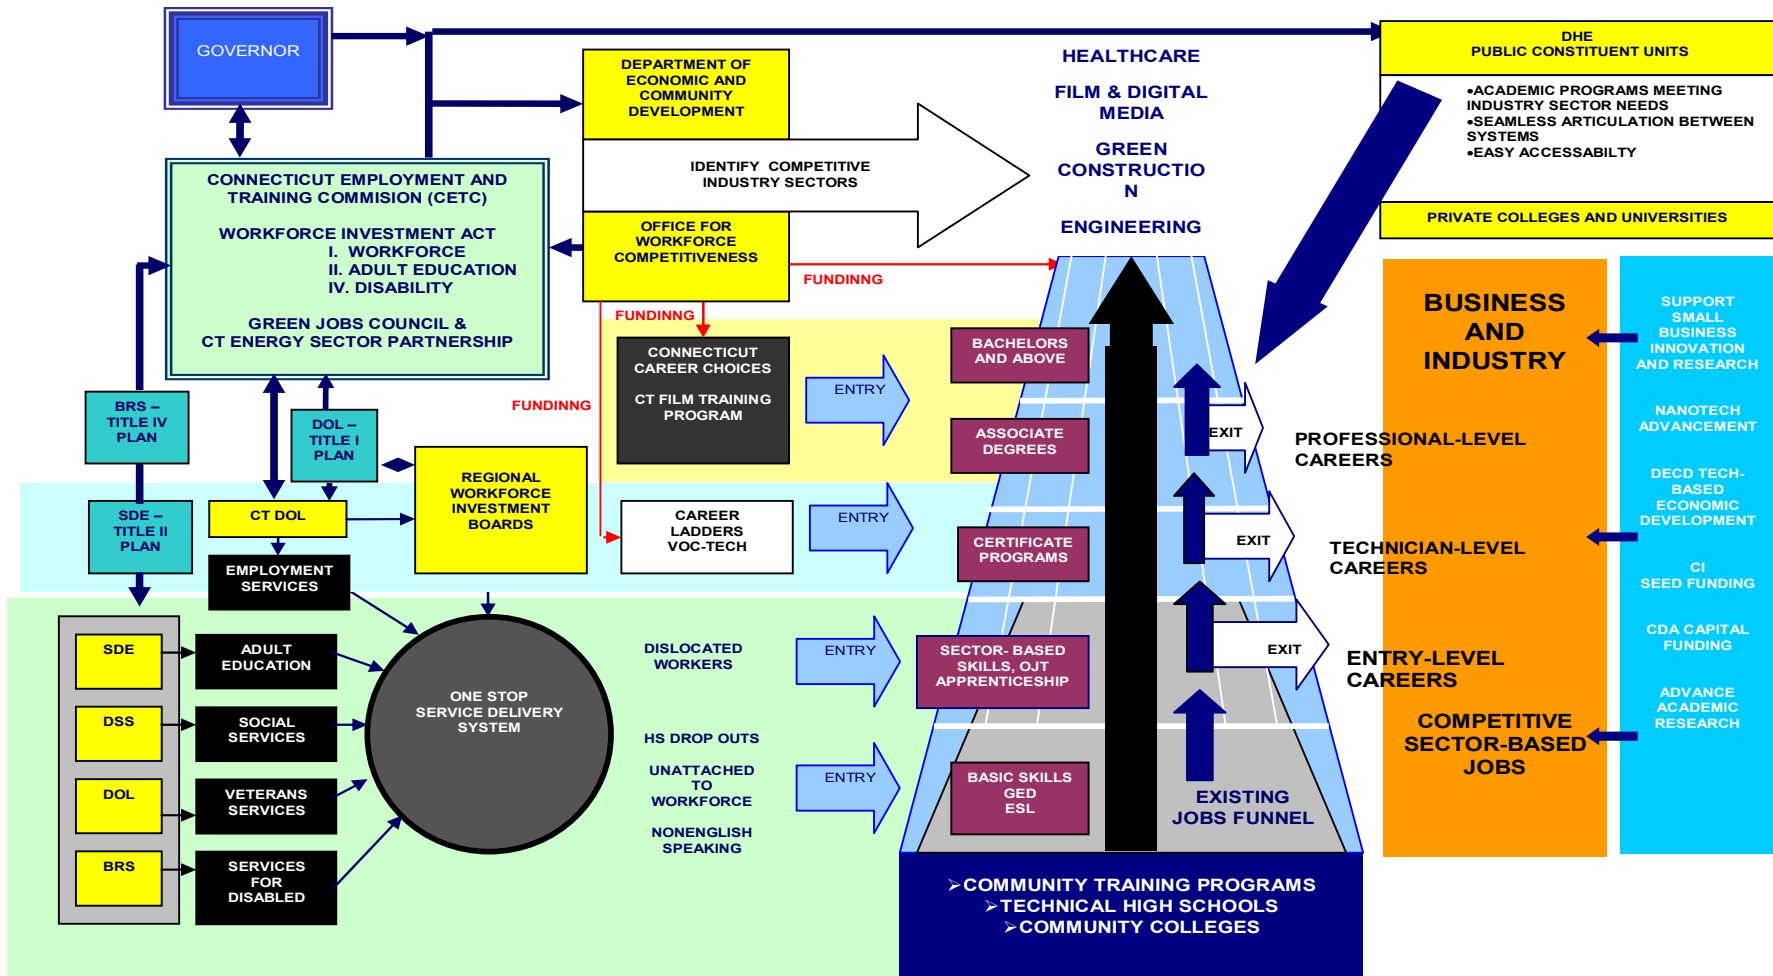 GOVERNOR
DEPARTMENT OF
ECONOMIC AND
COMMUNITY
DEVELOPMENT
HEALTHCARE
FILM & DIGITAL
MEDIA
GREEN
CONSTRUCTIO
N
ENGINEERING
DHE
PUBLIC CONSTITUENT UNITS
•ACADEMIC PROGRAMS MEETING
INDUSTRY SECTOR NEEDS
•SEAMLESS ARTICULATION BETWEEN
SYSTEMS
•EASY ACCESSABILTY
PRIVATE COLLEGES AND UNIVERSITIES
IDENTIFY COMPETITIVE
INDUSTRY SECTORS
CONNECTICUT EMPLOYMENT AND
TRAINING COMMISION (CETC)
WORKFORCE INVESTMENT ACT
I. WORKFORCE
II. ADULT EDUCATION
IV. DISABILITY
GREEN JOBS COUNCIL &
CT ENERGY SECTOR PARTNERSHIP
OFFICE FOR
WORKFORCE
COMPETITIVENESS
FUNDINNG
FUNDINNG
FUNDINNG
CONNECTICUT
CAREER CHOICES
CT FILM TRAINING
PROGRAM
ENTRY
BACHELORS
AND ABOVE
ASSOCIATE
DEGREES
EXIT
PROFESSIONAL-LEVEL
CAREERS
BUSINESS
AND
INDUSTRY
SUPPORT
SMALL
BUSINESS
INNOVATION
AND RESEARCH
NANOTECH
ADVANCEMENT
DECD TECH-
BASED
ECONOMIC
DEVELOPMENT
CI
SEED FUNDING
CDA CAPITAL
FUNDING
ADVANCE
ACADEMIC
RESEARCH
BRS –
TITLE IV
PLAN
DOL –
TITLE I
PLAN
REGIONAL
WORKFORCE
INVESTMENT
BOARDS
SDE –
TITLE II
PLAN
CT DOL
EMPLOYMENT
SERVICES
CAREER
LADDERS
VOC-TECH
ENTRY
CERTIFICATE
PROGRAMS
EXIT
TECHNICIAN-LEVEL
CAREERS
SDE
ADULT
EDUCATION
DSS
SOCIAL
SERVICES
DOL
VETERANS
SERVICES
BRS
SERVICES
FOR
DISABLED
ONE STOP
SERVICE DELIVERY
SYSTEM
DISLOCATED
WORKERS
ENTRY
SECTOR- BASED
SKILLS, OJT
APPRENTICESHIP
EXIT
ENTRY-LEVEL
CAREERS
COMPETITIVE
SECTOR-BASED
JOBS
HS DROP OUTS
UNATTACHED
TO
WORKFORCE
NONENGLISH
SPEAKING
ENTRY
BASIC SKILLS
GED
ESL
EXISTING
JOBS FUNNEL
➢COMMUNITY TRAINING PROGRAMS
➢TECHNICAL HIGH SCHOOLS
➢COMMUNITY COLLEGES